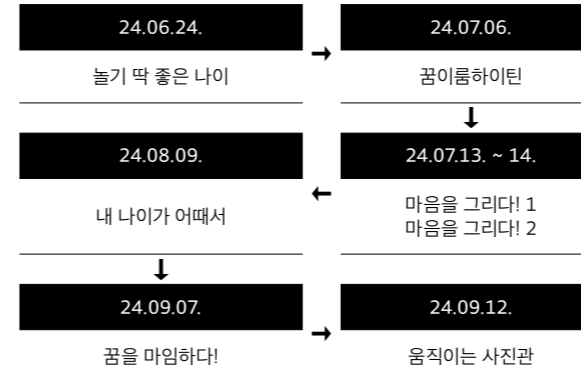 24.06.24.
놀기 딱 좋은 나이
24.07.06.
꿈이룸하이틴
24.07.13. ~ 14.
마음을 그리다! 1
마음을 그리다! 2
24.08.09.
내 나이가 어때서
24.09.07.
꿈을 마임하다!
24.09.12.
움직이는 사진관